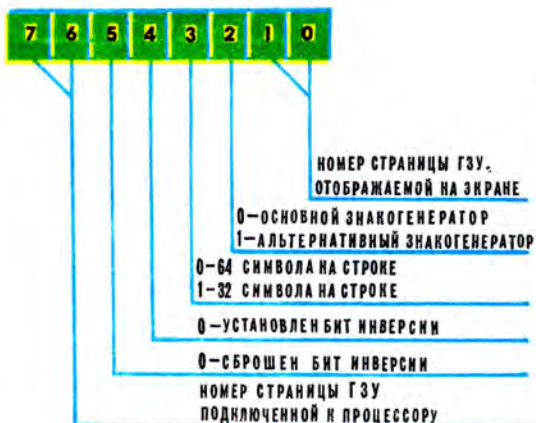 7 6 5 4 3 2 1 0
НОМЕР СТРАНИЦЫ ГЗУ,
ОТОБРАЖАЕМОЙ НА ЭКРАНЕ
0—ОСНОВНОЙ ЗНАКОГЕНЕРАТОР
1—АЛЬТЕРНАТИВНЫЙ ЗНАКОГЕНЕРАТОР
0—64 СИМВОЛА НА СТРОКЕ
1—32 СИМВОЛА НА СТРОКЕ
0—УСТАНОВЛЕН БИТ ИНВЕРСИИ
0—СБРОШЕН БИТ ИНВЕРСИИ
НОМЕР СТРАНИЦЫ ГЗУ
ПОДКЛЮЧЕННОЙ К ПРОЦЕССОРУ